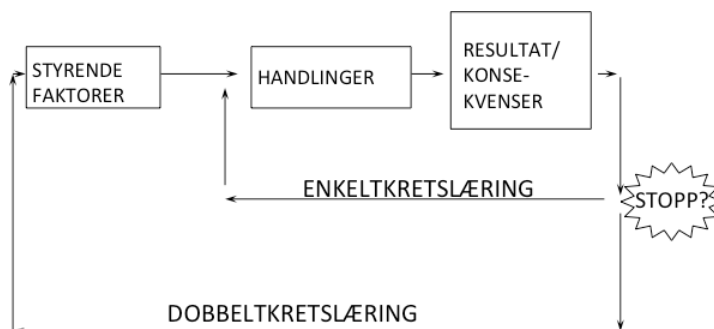 STYRENDE
FAKTORER
HANDLINGER
RESULTAT/
KONSE-
KVENSER
ENKELTKRETSLÆRING
STOPP?
DOBBELTKRETSLÆRING